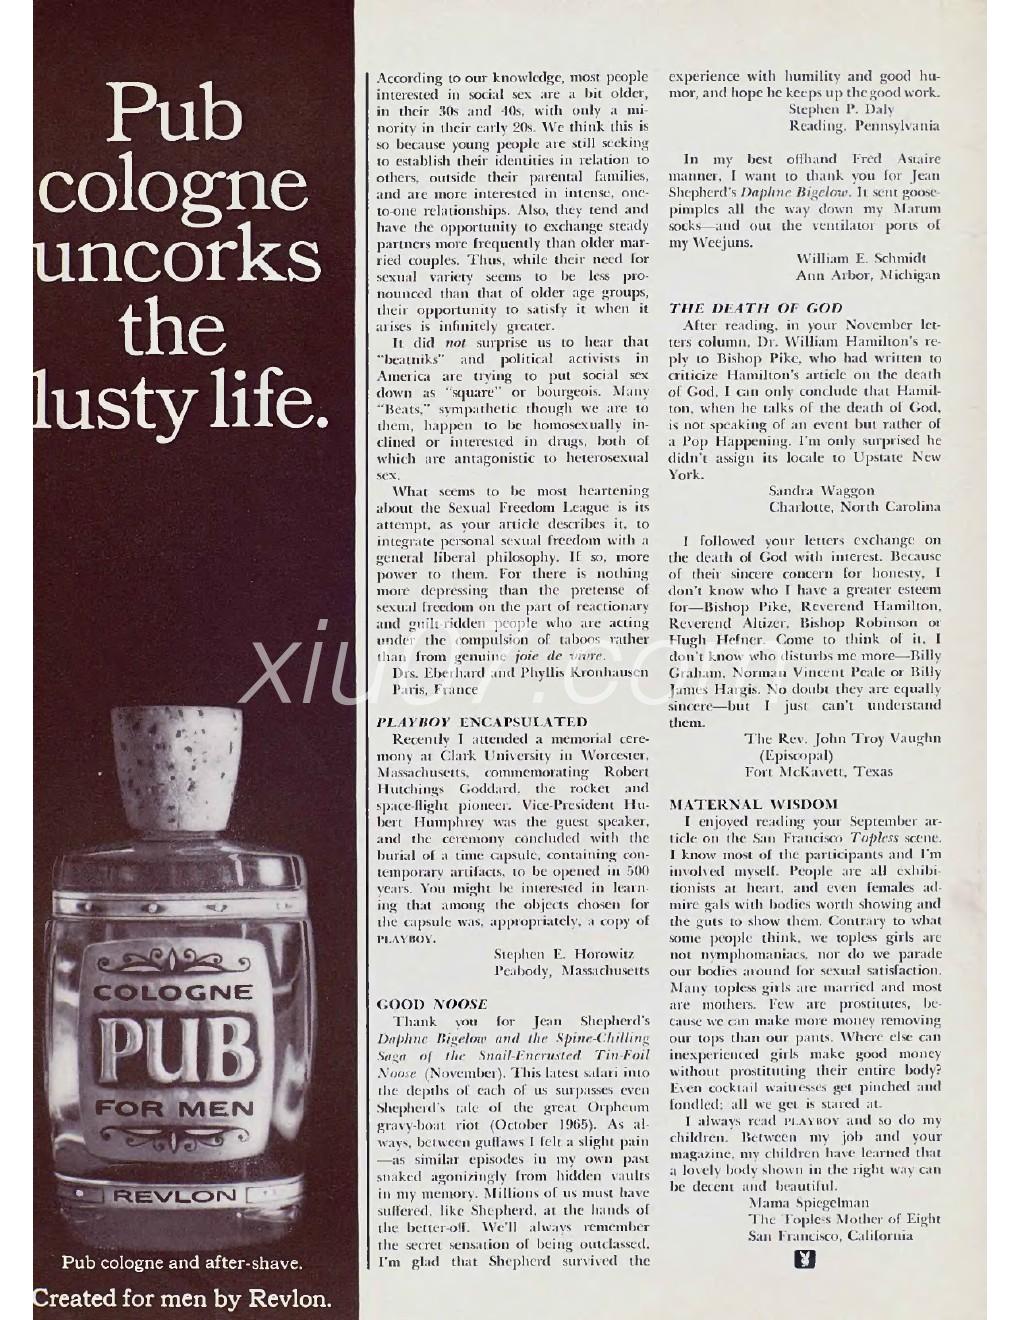 Pub
cologne
uncorks
the
lusty life.
COLOGNE
PUB
FOR MEN
REVLON
Pub cologne and after-shave.
Created for men by Revlon.
According to our knowledge, most people
interested in social sex are a bit older,
in their 30s and 40s, with only a mi-
nority in their early 20s. We think this is
so because young people are still seeking
to establish their identities in relation to
others, outside their parental families,
and are more interested in intense, one-
to-one relationships. Also, they tend and
have the opportunity to exchange steady
partners more frequently than older mar-
ried couples. Thus, while their need for
sexual variety seems to be less pro-
nounced than that of older age groups,
their opportunity to satisfy it when it
arises is infinitely greater.
It did not surprise us to hear that
"beatniks" and political activists in
America are trying to put social sex
down as "square" or bourgeois. Many
"Beats," sympathetic though we are to
them, happen to be homosexually in-
clined or interested in drugs, both of
which are antagonistic to heterosexual
sex.
What seems to be most heartening
about the Sexual Freedom League is its
attempt, as your article describes it, to
integrate personal sexual freedom with a
general liberal philosophy. If so, more
power to them. For there is nothing
more depressing than the pretense of
sexual freedom on the part of reactionary
and guilt-ridden people who are acting
under the compulsion of taboos rather
than from genuine joie de vivre.
Drs. Eberhard and Phyllis Kronhausen
Paris, France
PLAYBOY ENCAPSULATED
Recently I attended a memorial cere-
mony at Clark University in Worcester,
Massachusetts, commemorating Robert
Hutchings Goddard, the rocket and
space-flight pioneer. Vice-President Hu-
bert Humphrey was the guest speaker,
and the ceremony concluded with the
burial of a time capsule, containing con-
temporary artifacts, to be opened in 500
years. You might be interested in learn-
ing that among the objects chosen for
the capsule was, appropriately, a copy of
PLAYBOY.
Stephen E. Horowitz
Peabody, Massachusetts
GOOD NOOSE
Thank you for Jean Shepherd's
Daphne Bigelow and the Spine-Chilling
Saga of the Snail-Encrusted Tin-Foil
Noose (November). This latest safari into
the depths of each of us surpasses even
Shepherd's tale of the great Orpheum
gravy-boat riot (October 1965). As al-
ways, between guffaws I felt a slight pain
—as similar episodes in my own past
snaked agonizingly from hidden vaults
in my memory. Millions of us must have
suffered, like Shepherd, at the hands of
the better-off. We'll always remember
the secret sensation of being outclassed.
I'm glad that Shepherd survived the
experience with humility and good hu-
mor, and hope he keeps up the good work.
Stephen P. Daly
Reading, Pennsylvania
In my best offhand Fred Astaire
manner, I want to thank you for Jean
Shepherd's Daphne Bigelow. It sent goose-
pimples all the way down my Marum
socks—and out the ventilator ports of
my Weejuns.
William E. Schmidt
Ann Arbor, Michigan
THE DEATH OF GOD
After reading, in your November let-
ters column, Dr. William Hamilton's re-
ply to Bishop Pike, who had written to
criticize Hamilton's article on the death
of God, I can only conclude that Hamil-
ton, when he talks of the death of God,
is not speaking of an event but rather of
a Pop Happening. I'm only surprised he
didn't assign its locale to Upstate New
York.
Sandra Waggon
Charlotte, North Carolina
I followed your letters exchange on
the death of God with interest. Because
of their sincere concern for honesty, I
don't know who I have a greater esteem
for—Bishop Pike, Reverend Hamilton,
Reverend Altizer, Bishop Robinson or
Hugh Hefner. Come to think of it, I
don't know who disturbs me more—Billy
Graham, Norman Vincent Peale or Billy
James Hargis. No doubt they are equally
sincere—but I just can't understand
them.
The Rev. John Troy Vaughn
(Episcopal)
Fort McKavett, Texas
MATERNAL WISDOM
I enjoyed reading your September ar-
ticle on the San Francisco Topless scene.
I know most of the participants and I'm
involved myself. People are all exhibi-
tionists at heart, and even females ad-
mire gals with bodies worth showing and
the guts to show them. Contrary to what
some people think, we topless girls are
not nymphomaniacs, nor do we parade
our bodies around for sexual satisfaction.
Many topless girls are married and most
are mothers. Few are prostitutes, be-
cause we can make more money removing
our tops than our pants. Where else can
inexperienced girls make good money
without prostituting their entire body?
Even cocktail waitresses get pinched and
fondled; all we get is stared at.
I always read PLAYBOY and so do my
children. Between my job and your
magazine, my children have learned that
a lovely body shown in the right way can
be decent and beautiful.
Mama Spiegelman
The Topless Mother of Eight
San Francisco, California
xiu07.com